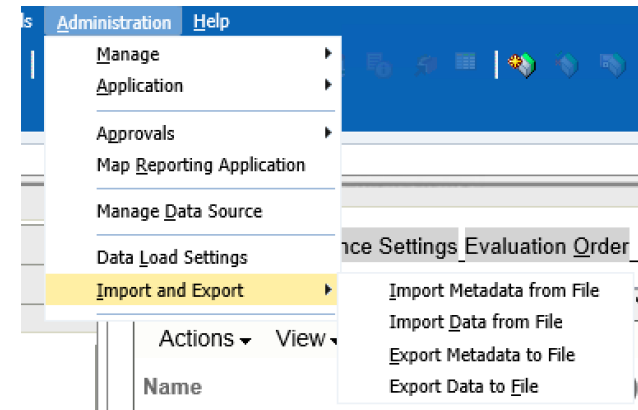 Administration Help
Manage
Application
Approvals
Map Reporting Application
Manage Data Source
Data Load Settings
Settings Evaluation Order
Import and Export
Import Metadata from File
Import Data from File
Actions View
Export Metadata to File
Name
Export Data to File